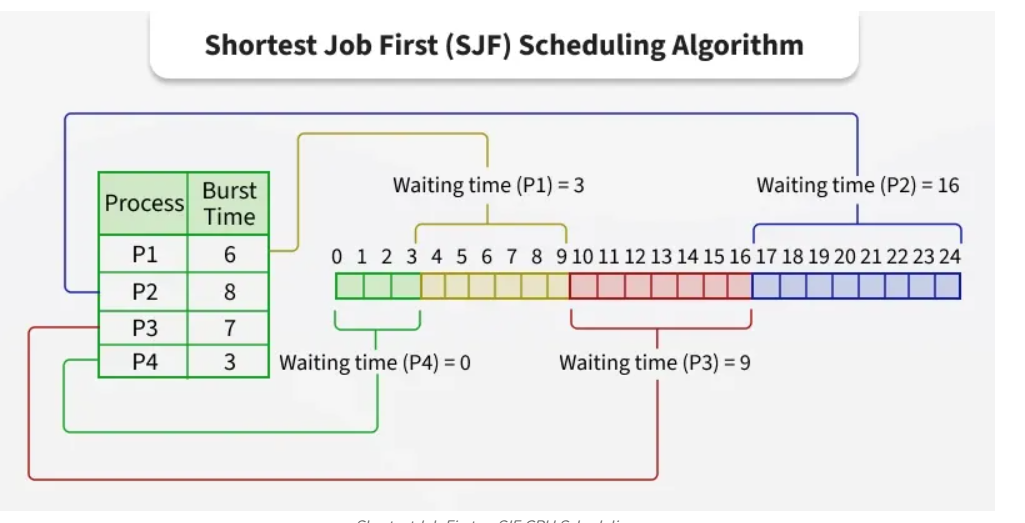 Shortest Job First (SJF) Scheduling Algorithm
Process Burst Time
P1 6
P2 8
P3 7
P4 3
Waiting time (P1) = 3
Waiting time (P2) = 16
0 1 2 3 4 5 6 7 8 9 10 11 12 13 14 15 16 17 18 19 20 21 22 23 24
Waiting time (P4) = 0
Waiting time (P3) = 9